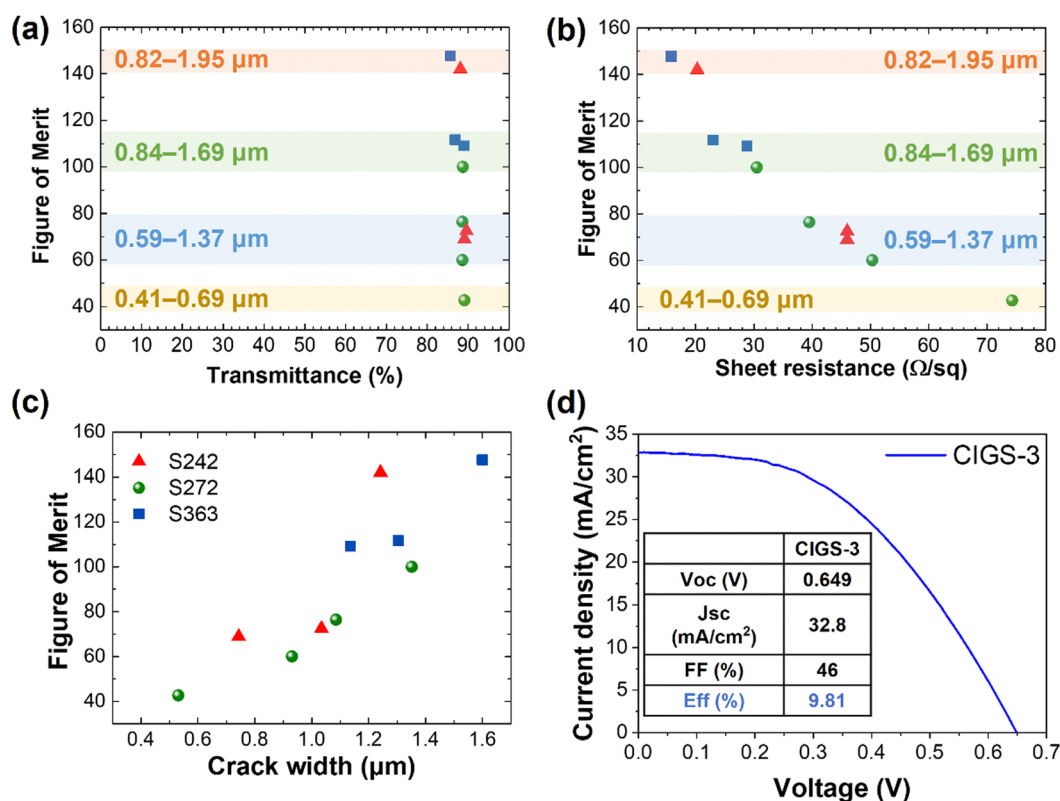 (a)
160
140
120
100
80
60
40
Figure of Merit
0.82–1.95 µm
0.84–1.69 µm
0.59–1.37 µm
0.41–0.69 µm
0 10 20 30 40 50 60 70 80 90 100
Transmittance (%)
(b)
160
140
120
100
80
60
40
Figure of Merit
0.82–1.95 µm
0.84–1.69 µm
0.59–1.37 µm
0.41–0.69 µm
10 20 30 40 50 60 70 80
Sheet resistance (Ω/sq)
(c)
160
140
120
100
80
60
40
Figure of Merit
S242
S272
S363
0.4 0.6 0.8 1.0 1.2 1.4 1.6
Crack width (µm)
(d)
35
30
25
20
15
10
5
0
Current density (mA/cm²)
CIGS-3
CIGS-3
Voc (V) 0.649
Jsc
(mA/cm²) 32.8
FF (%) 46
Eff (%) 9.81
0.0 0.1 0.2 0.3 0.4 0.5 0.6 0.7
Voltage (V)